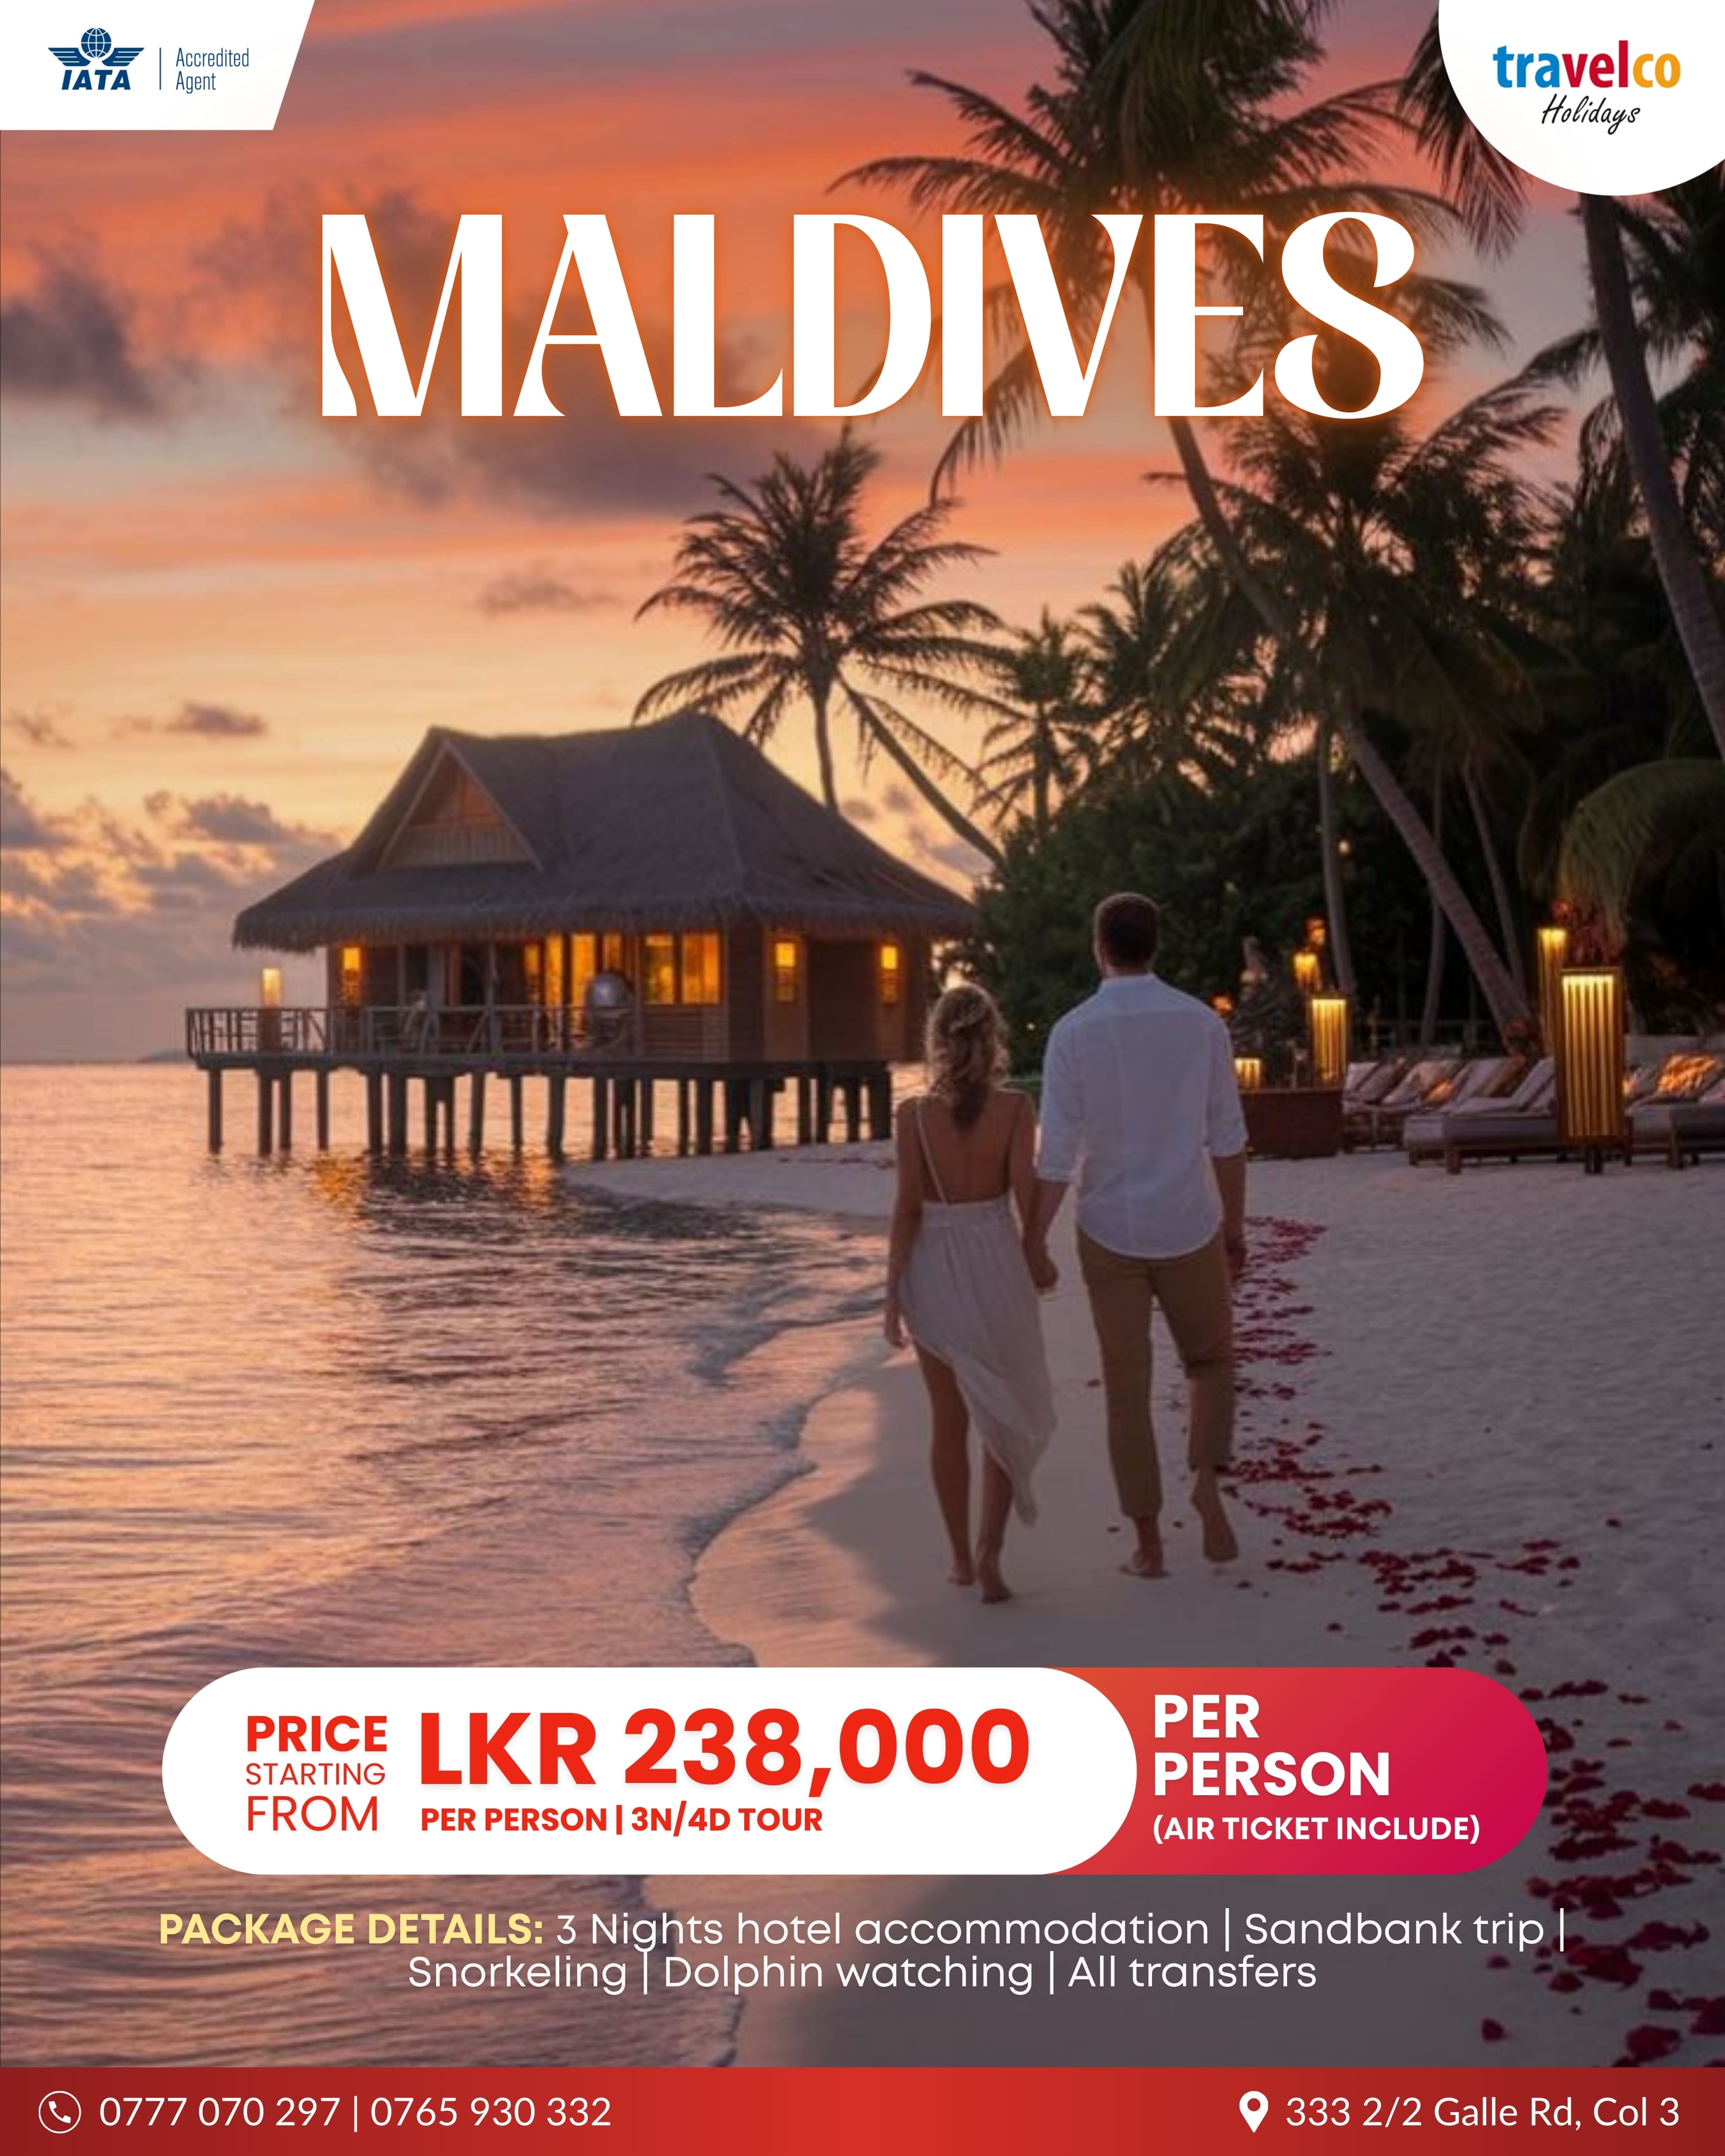 IATA
Accredited
Agent
travelco
Holidays
MALDIVES
PRICE
STARTING
FROM
LKR 238,000
PER PERSON | 3N/4D TOUR
PER
PERSON
(AIR TICKET INCLUDE)
PACKAGE DETAILS: 3 Nights hotel accommodation | Sandbank trip |
Snorkeling | Dolphin watching | All transfers
0777 070 297 | 0765 930 332
333 2/2 Galle Rd, Col 3